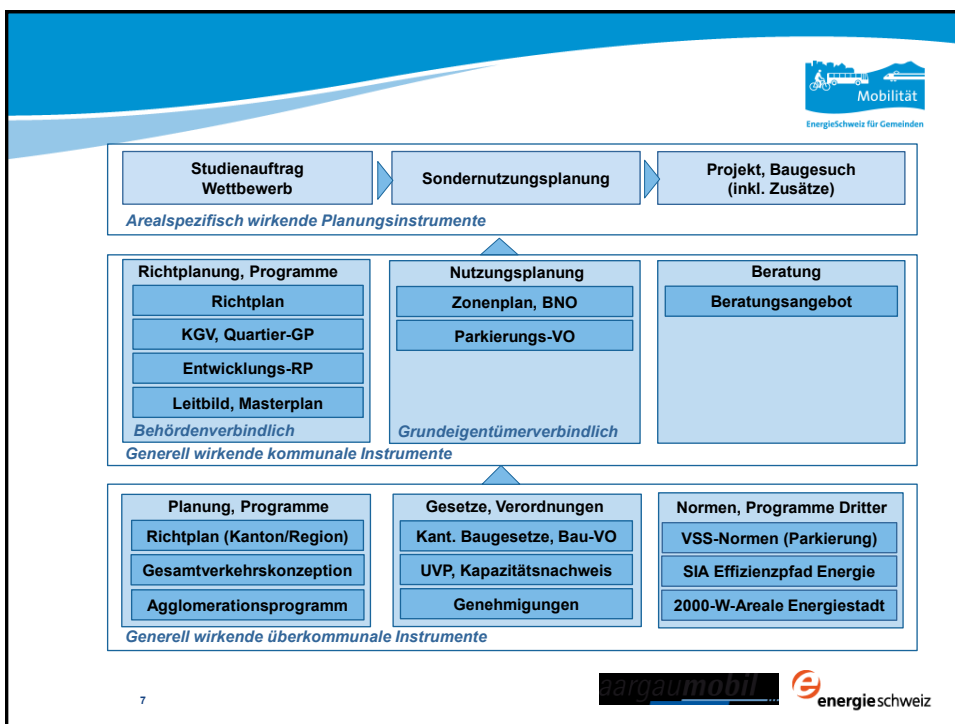 Mobilität
EnergieSchweiz für Gemeinden
Studienauftrag
Wettbewerb
Sondernutzungsplanung
Projekt, Baugesuch
(inkl. Zusätze)
Arealspezifisch wirkende Planungsinstrumente
Richtplanung, Programme
Richtplan
KGV, Quartier-GP
Entwicklungs-RP
Leitbild, Masterplan
Behördenverbindlich
Nutzungsplanung
Zonenplan, BNO
Parkierungs-VO
Grundeigentümerverbindlich
Beratung
Beratungsangebot
Generell wirkende kommunale Instrumente
Planung, Programme
Richtplan (Kanton/Region)
Gesamtverkehrskonzeption
Agglomerationsprogramm
Gesetze, Verordnungen
Kant. Baugesetze, Bau-VO
UVP, Kapazitätsnachweis
Genehmigungen
Normen, Programme Dritter
VSS-Normen (Parkierung)
SIA Effizienzpfad Energie
2000-W-Areale Energiestadt
Generell wirkende überkommunale Instrumente
7
aargaumobil
energieschweiz